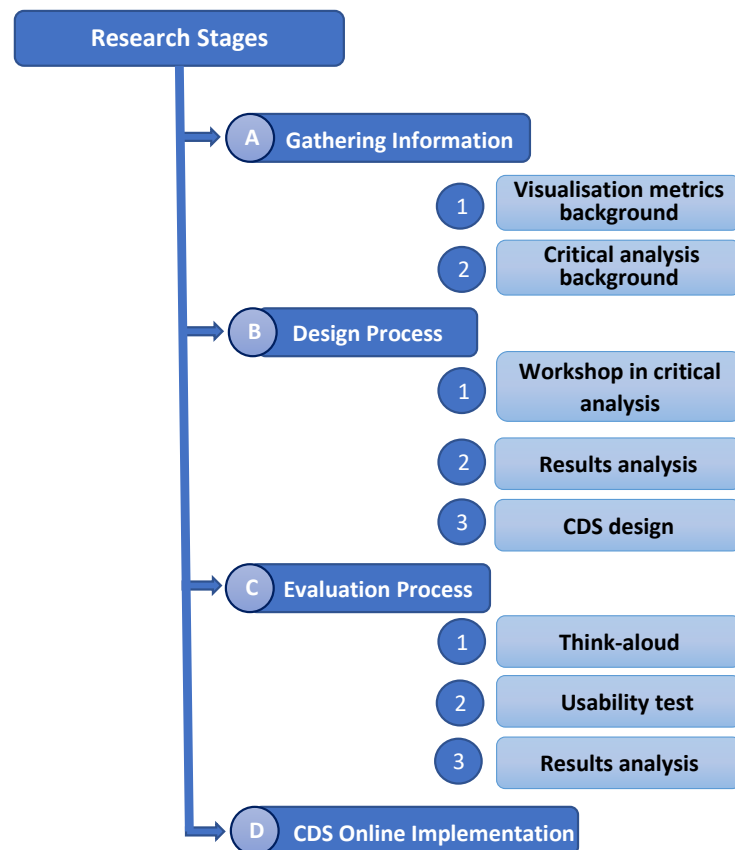 Research Stages
A Gathering Information
1 Visualisation metrics
background
2 Critical analysis
background
B Design Process
1 Workshop in critical
analysis
2 Results analysis
3 CDS design
C Evaluation Process
1 Think-aloud
2 Usability test
3 Results analysis
D CDS Online Implementation